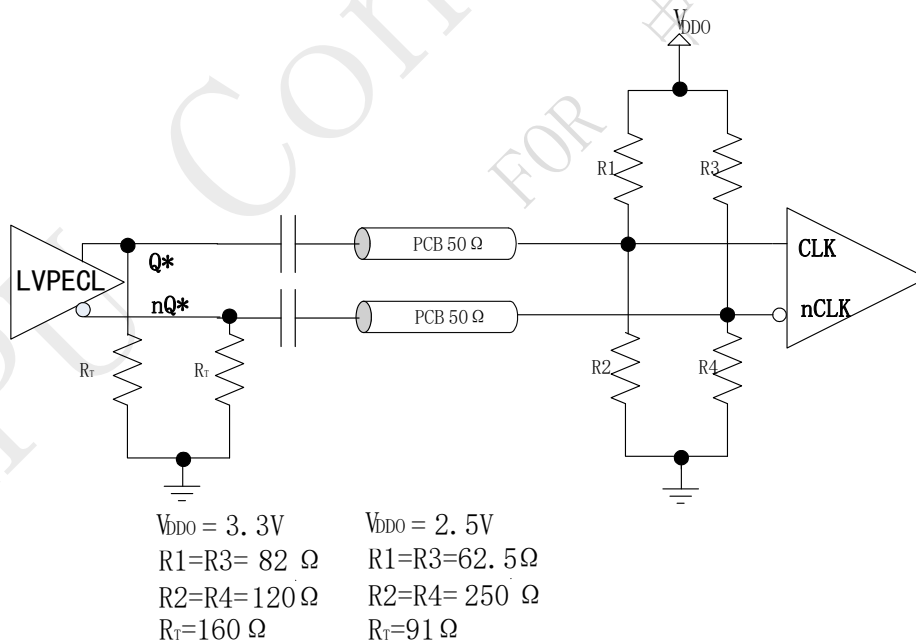 VDDO
R1
R3
LVPECL
Q*
nQ*
PCB 50 Ω
PCB 50 Ω
CLK
nCLK
RT
RT
R2
R4
VDDO = 3.3V
R1=R3= 82 Ω
R2=R4=120 Ω
RT=160 Ω
VDDO = 2.5V
R1=R3=62.5Ω
R2=R4= 250 Ω
RT=91 Ω
FOR